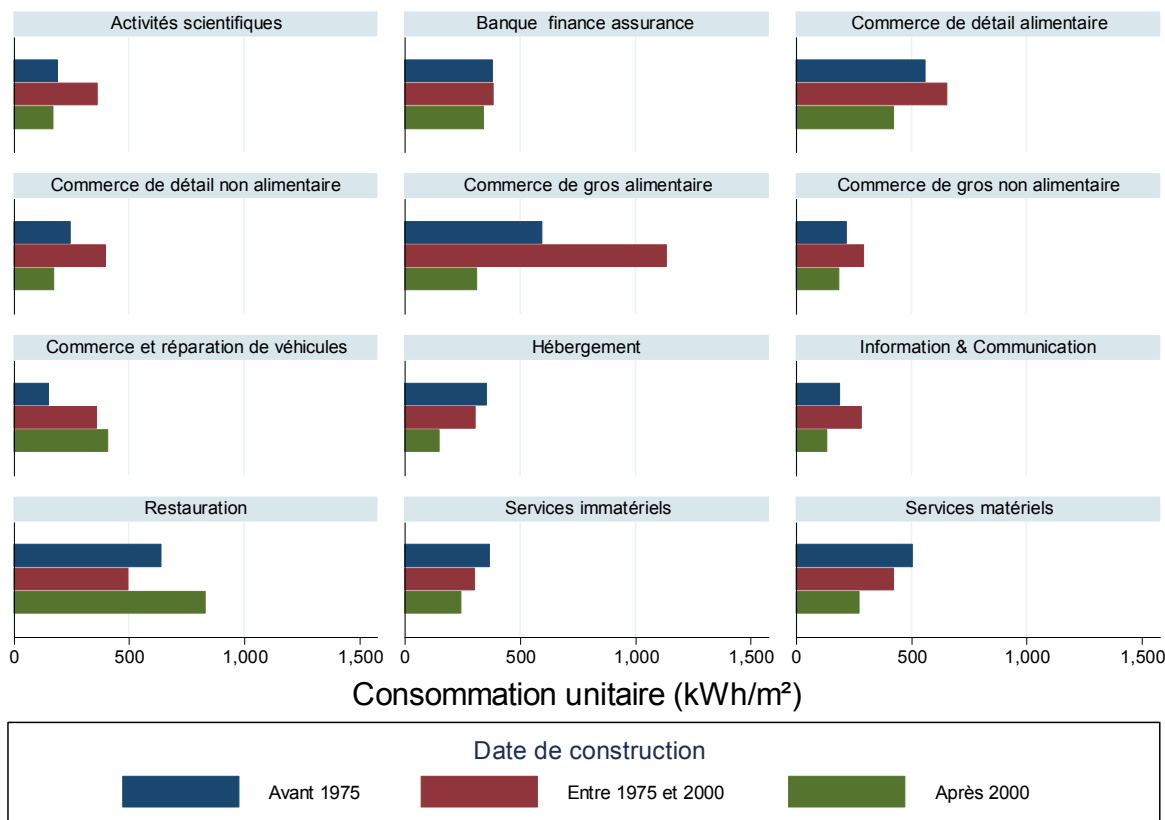 Activités scientifiques
Banque finance assurance
Commerce de détail alimentaire
Commerce de détail non alimentaire
Commerce de gros alimentaire
Commerce de gros non alimentaire
Commerce et réparation de véhicules
Hébergement
Information & Communication
Restauration
Services immatériels
Services matériels
0 500 1,000 1,500
0 500 1,000 1,500
0 500 1,000 1,500
Consommation unitaire (kWh/m²)
Date de construction
Avant 1975
Entre 1975 et 2000
Après 2000